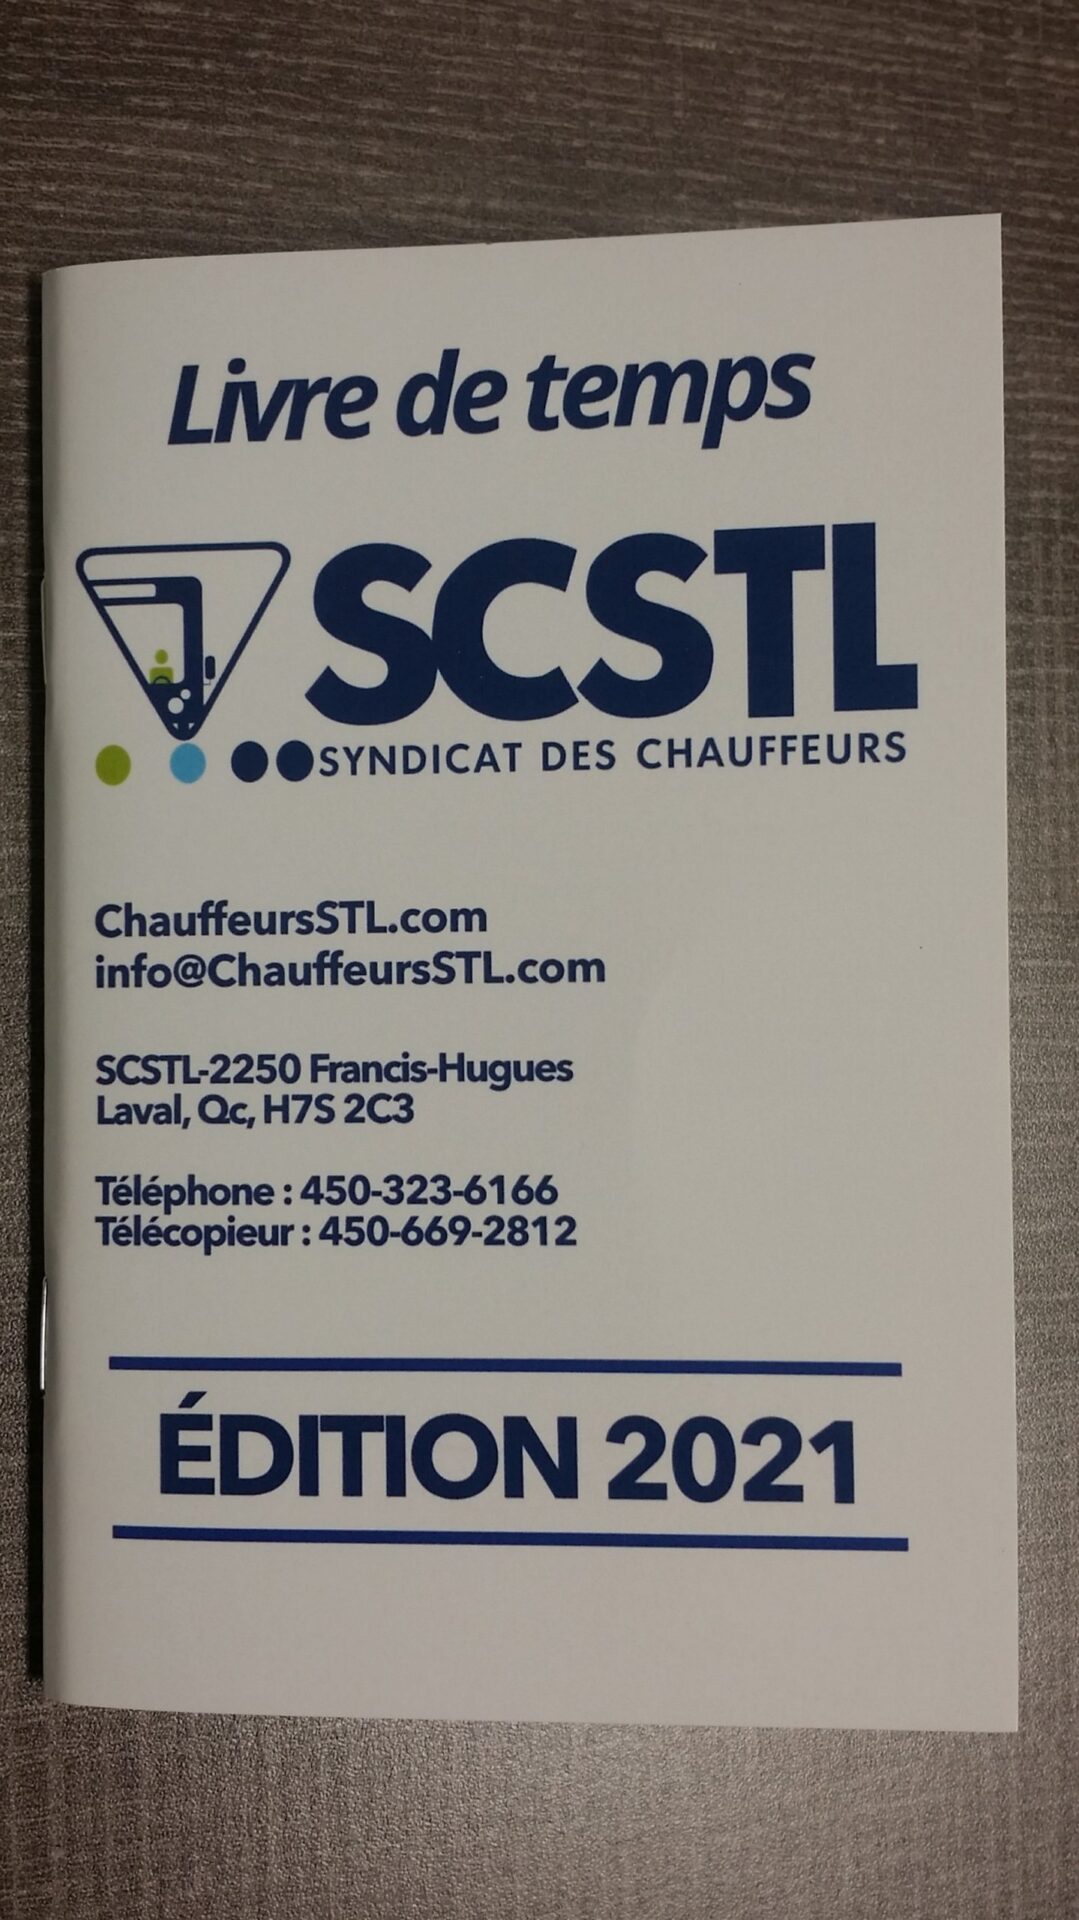 Livre de temps
SCSTL
SYNDICAT DES CHAUFFEURS
ChauffeursSTL.com
info@ChauffeursSTL.com
SCSTL-2250 Francis-Hugues
Laval, Qc, H7S 2C3
Téléphone : 450-323-6166
Télécopieur : 450-669-2812
ÉDITION 2021